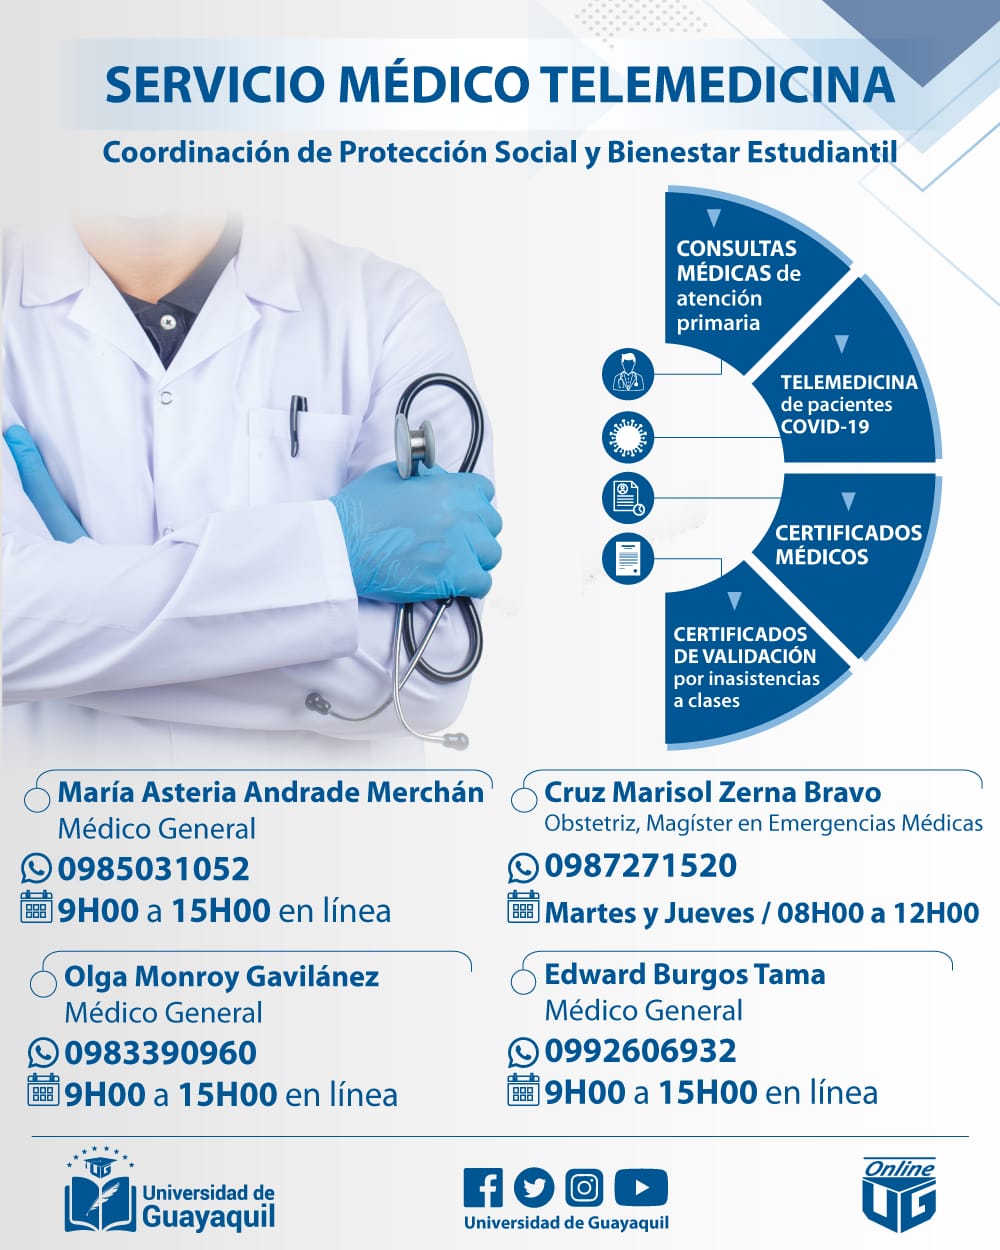 SERVICIO MÉDICO TELEMEDICINA
Coordinación de Protección Social y Bienestar Estudiantil
CONSULTAS
MÉDICAS de
atención
primaria
TELEMEDICINA
de pacientes
COVID-19
CERTIFICADOS
MÉDICOS
CERTIFICADOS
DE VALIDACIÓN
por inasistencias
a clases
María Asteria Andrade Merchán
Médico General
0985031052
9H00 a 15H00 en línea
Cruz Marisol Zerna Bravo
Obstetriz, Magíster en Emergencias Médicas
0987271520
Martes y Jueves / 08H00 a 12H00
Olga Monroy Gavilánez
Médico General
0983390960
9H00 a 15H00 en línea
Edward Burgos Tama
Médico General
0992606932
9H00 a 15H00 en línea
UG
Universidad de
Guayaquil
Universidad de Guayaquil
Online
UG